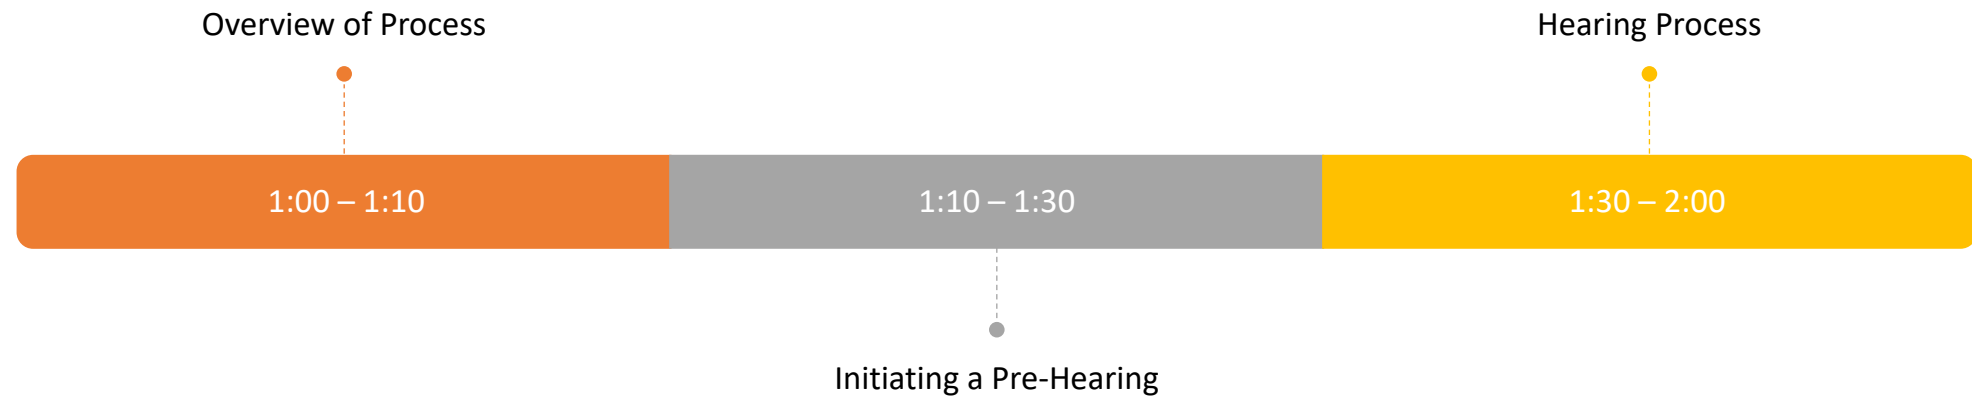 Overview of Process
Hearing Process
1:00 – 1:10
1:10 – 1:30
1:30 – 2:00
Initiating a Pre-Hearing